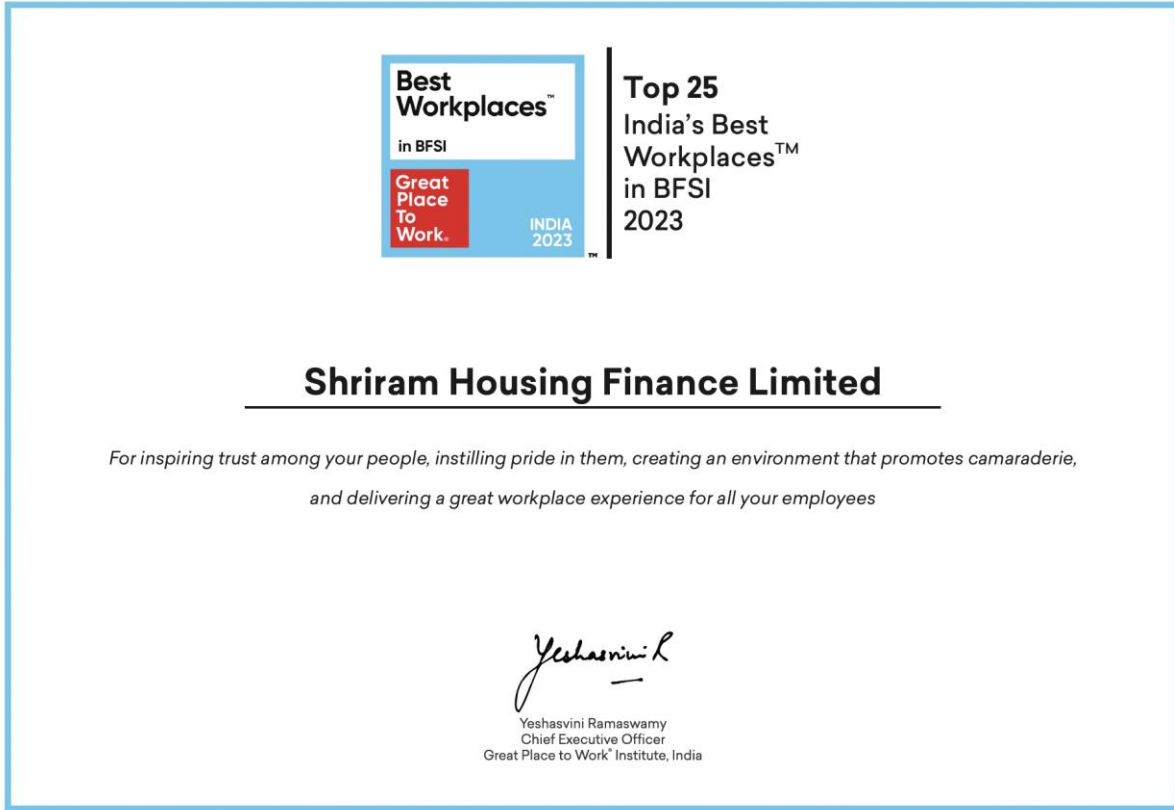 Best
Workplaces™
in BFSI
Great
Place
To
Work®
INDIA
2023
™
Top 25
India’s Best
Workplaces™
in BFSI
2023
Shriram Housing Finance Limited
For inspiring trust among your people, instilling pride in them, creating an environment that promotes camaraderie,
and delivering a great workplace experience for all your employees
Yeshasvini R
Yeshasvini Ramaswamy
Chief Executive Officer
Great Place to Work® Institute, India